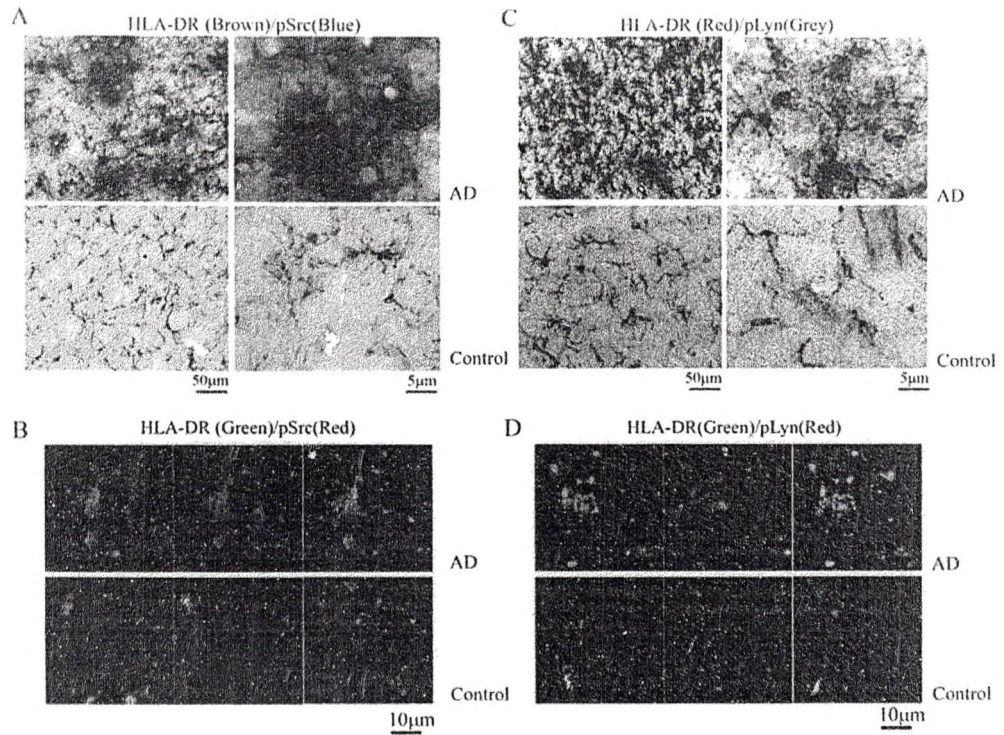 A
HLA-DR (Brown)/pSrc(Blue)
AD
Control
50μm
5μm
B
HLA-DR (Green)/pSrc(Red)
AD
Control
10μm
C
HLA-DR (Red)/pLyn(Grey)
AD
Control
50μm
5μm
D
HLA-DR(Green)/pLyn(Red)
AD
Control
10μm